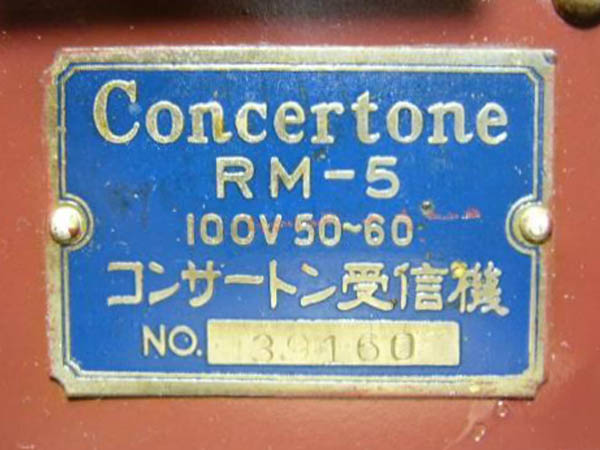 Concertone
RM-5
100V 50~60
コンサートン受信機
NO. 39160